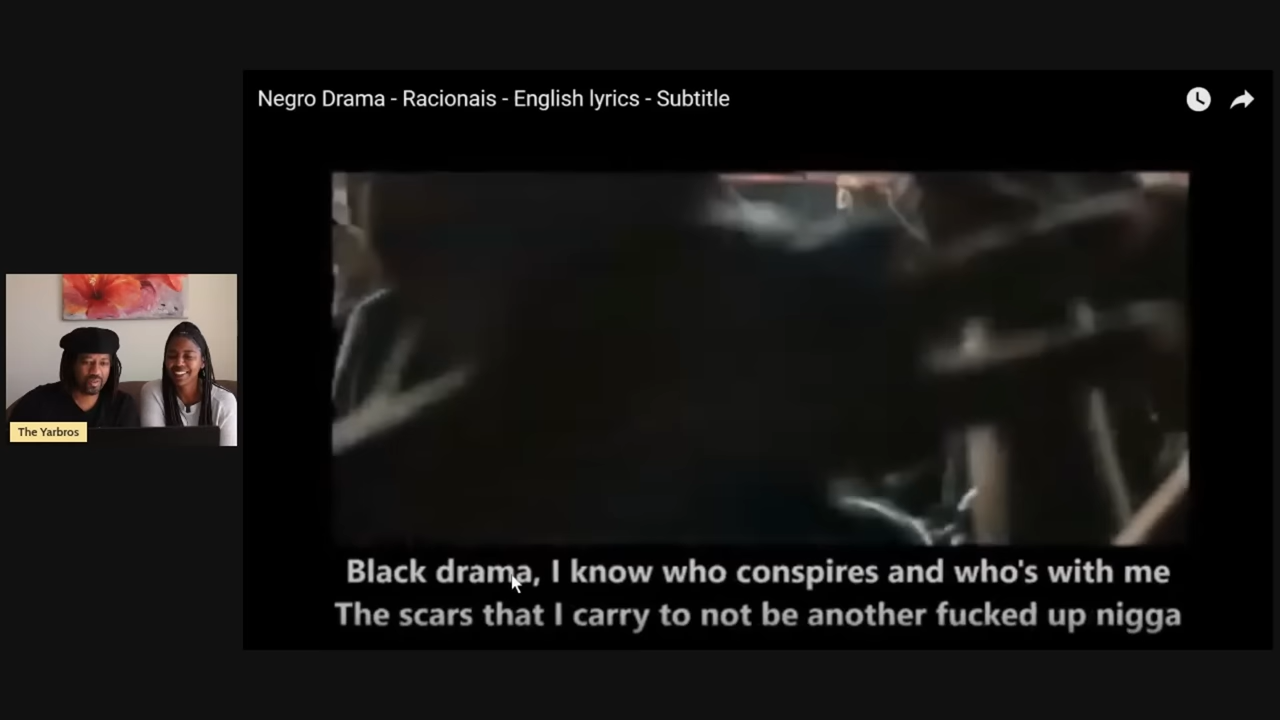 Negro Drama - Racionais - English lyrics - Subtitle
The Yarbros
Black drama, I know who conspires and who's with me
The scars that I carry to not be another fucked up nigga